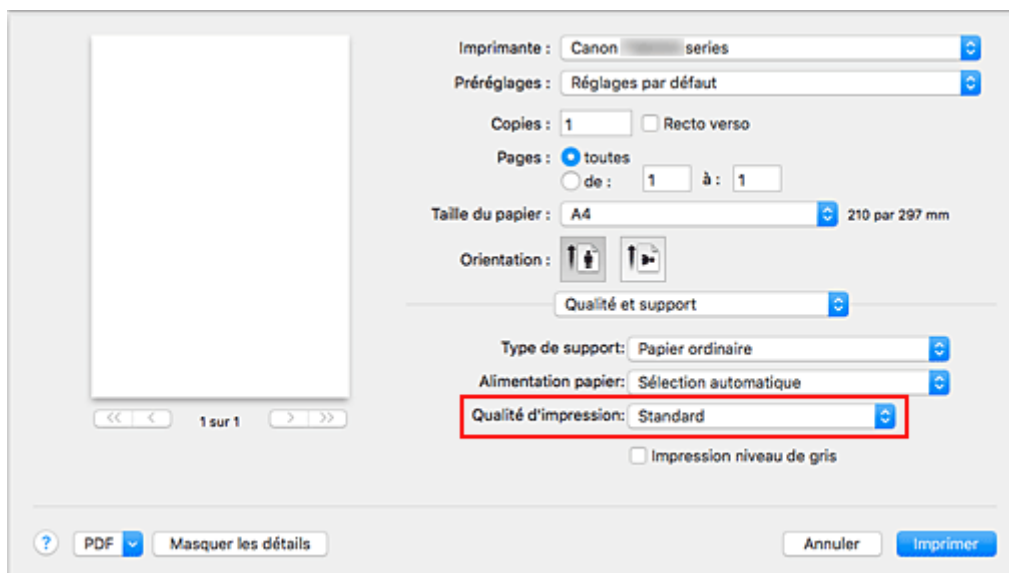 Imprimante : Canon series
Préréglages : Réglages par défaut
Copies : 1 Recto verso
Pages : toutes
de : 1 à : 1
Taille du papier : A4 210 par 297 mm
Orientation :
Qualité et support
Type de support: Papier ordinaire
Alimentation papier: Sélection automatique
Qualité d'impression: Standard
1 sur 1
Impression niveau de gris
? PDF Masquer les détails Annuler Imprimer